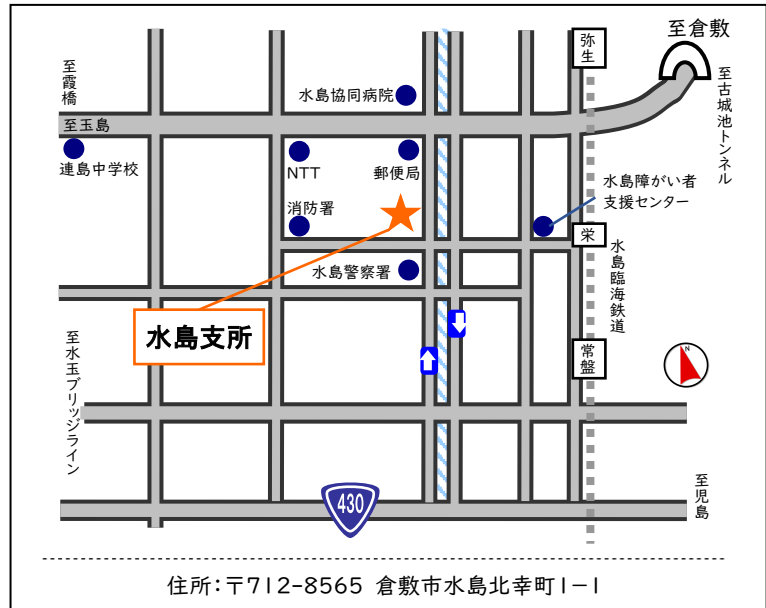 至倉敷
弥生
至霞橋
至古城池トンネル
水島協同病院
至玉島
連島中学校
NTT
郵便局
水島障がい者
支援センター
消防署
栄
水島臨海鉄道
水島警察署
水島支所
至水玉ブリッジライン
常盤
N
430
至児島
住所:〒712-8565 倉敷市水島北幸町1-1